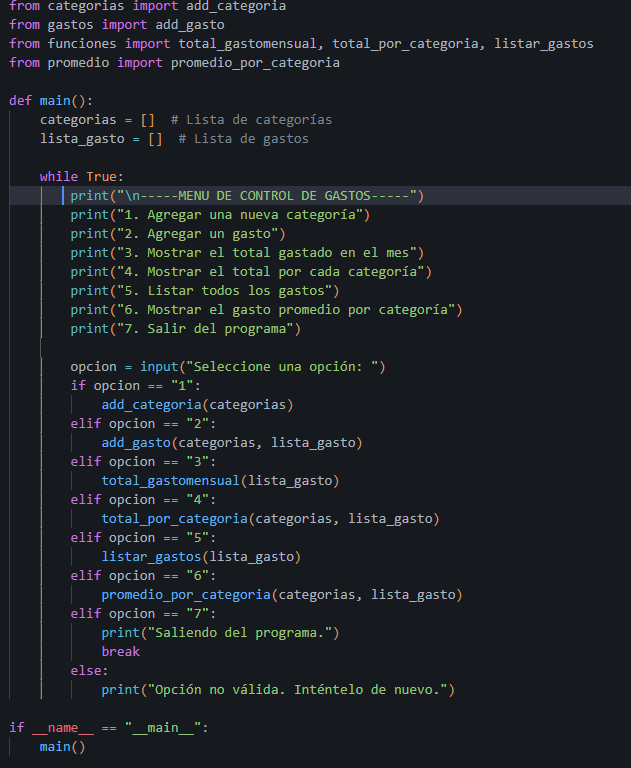 from categorias import add_categoria
from gastos import add_gasto
from funciones import total_gastomensual, total_por_categoria, listar_gastos
from promedio import promedio_por_categoria

def main():
    categorias = []  # Lista de categorías
    lista_gasto = []  # Lista de gastos

    while True:
        print("\n-----MENU DE CONTROL DE GASTOS-----")
        print("1. Agregar una nueva categoría")
        print("2. Agregar un gasto")
        print("3. Mostrar el total gastado en el mes")
        print("4. Mostrar el total por cada categoría")
        print("5. Listar todos los gastos")
        print("6. Mostrar el gasto promedio por categoría")
        print("7. Salir del programa")

        opcion = input("Seleccione una opción: ")
        if opcion == "1":
            add_categoria(categorias)
        elif opcion == "2":
            add_gasto(categorias, lista_gasto)
        elif opcion == "3":
            total_gastomensual(lista_gasto)
        elif opcion == "4":
            total_por_categoria(categorias, lista_gasto)
        elif opcion == "5":
            listar_gastos(lista_gasto)
        elif opcion == "6":
            promedio_por_categoria(categorias, lista_gasto)
        elif opcion == "7":
            print("Saliendo del programa.")
            break
        else:
            print("Opción no válida. Inténtelo de nuevo.")

if __name__ == "__main__":
    main()